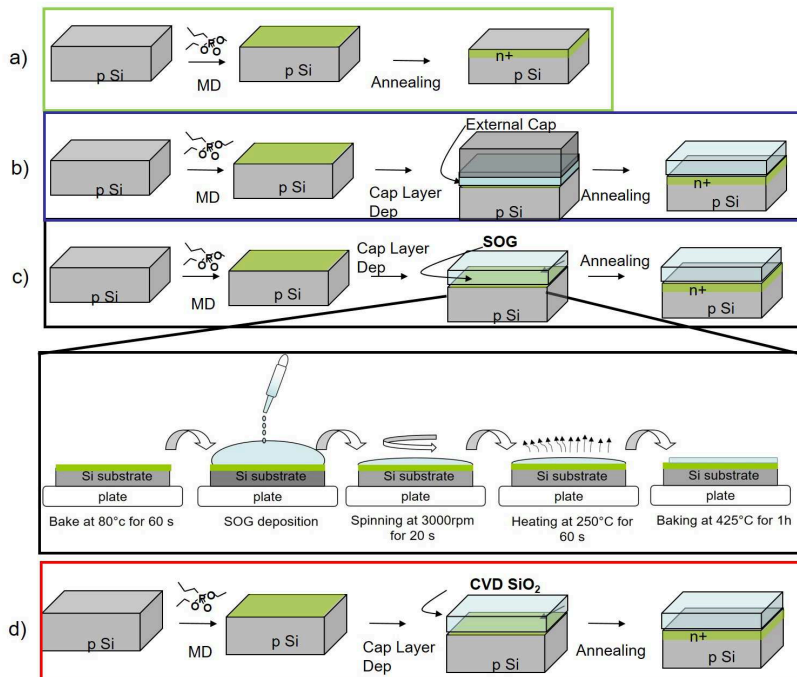 a)
p Si
P
O
O
O
MD
p Si
Annealing
n+
p Si
b)
p Si
P
O
O
O
MD
p Si
Cap Layer
Dep
External Cap
p Si
Annealing
n+
p Si
c)
p Si
P
O
O
O
MD
p Si
Cap Layer
Dep
SOG
p Si
Annealing
n+
p Si
Si substrate
plate
Bake at 80°c for 60 s
Si substrate
plate
SOG deposition
Si substrate
plate
Spinning at 3000rpm
for 20 s
Si substrate
plate
Heating at 250°C for
60 s
Si substrate
plate
Baking at 425°C for 1h
d)
p Si
P
O
O
O
MD
p Si
Cap Layer
Dep
CVD SiO₂
p Si
Annealing
n+
p Si